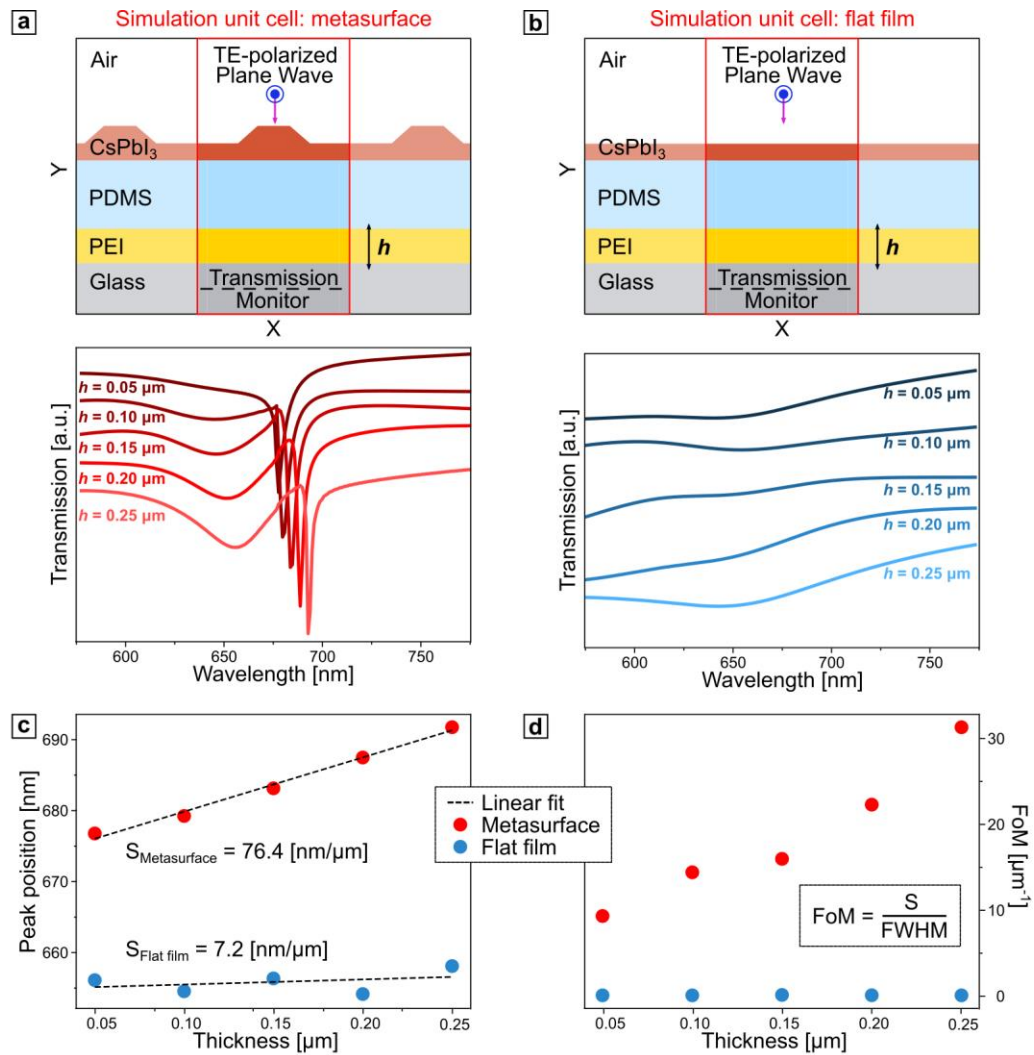 a
Simulation unit cell: metasurface
Air
TE-polarized
Plane Wave
CsPbI3
PDMS
PEI
h
Glass
Transmission
Monitor
Y
X
h = 0.05 μm
h = 0.10 μm
h = 0.15 μm
h = 0.20 μm
h = 0.25 μm
Transmission [a.u.]
600 650 700 750
Wavelength [nm]
b
Simulation unit cell: flat film
Air
TE-polarized
Plane Wave
CsPbI3
PDMS
PEI
h
Glass
Transmission
Monitor
Y
X
h = 0.05 μm
h = 0.10 μm
h = 0.15 μm
h = 0.20 μm
h = 0.25 μm
Transmission [a.u.]
600 650 700 750
Wavelength [nm]
c
690
680
670
660
Peak poisition [nm]
SMetasurface = 76.4 [nm/μm]
SFlat film = 7.2 [nm/μm]
0.05 0.10 0.15 0.20 0.25
Thickness [μm]
Linear fit
Metasurface
Flat film
d
30
20
10
0
FoM [μm-1]
FoM = S
FWHM
0.05 0.10 0.15 0.20 0.25
Thickness [μm]